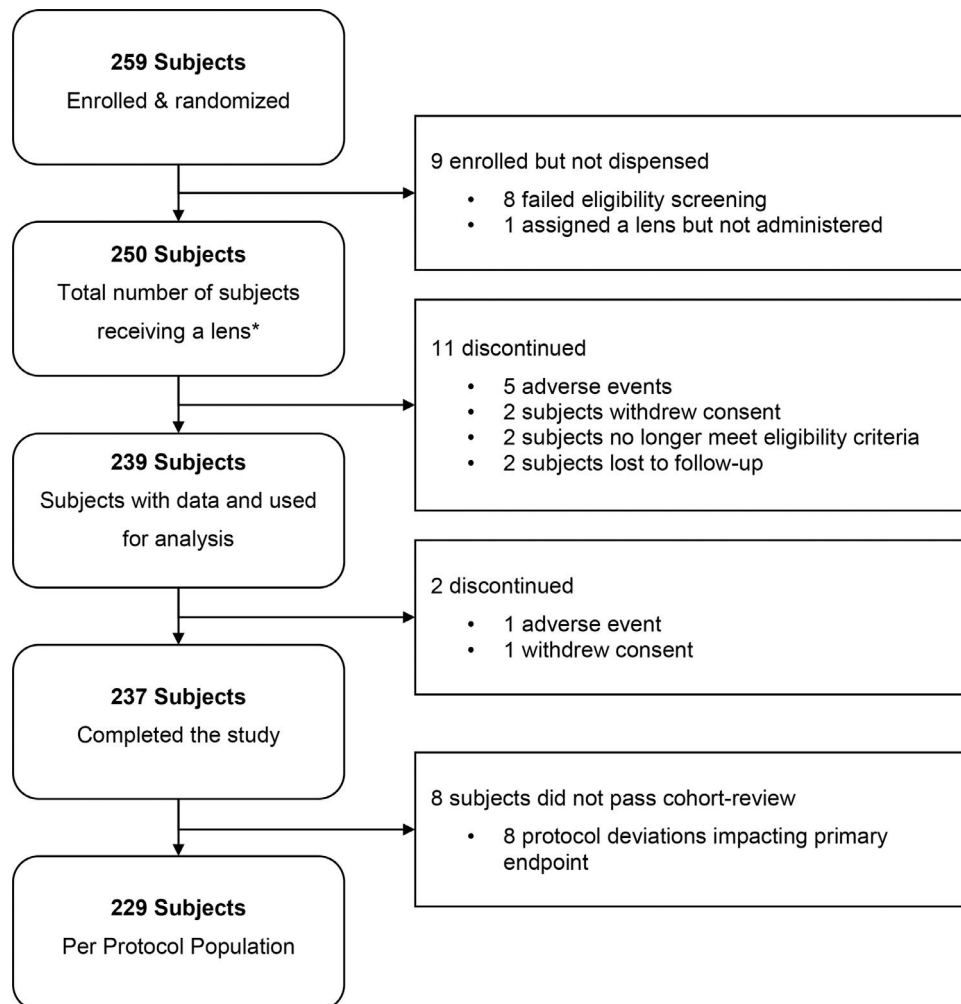 259 Subjects
Enrolled & randomized
9 enrolled but not dispensed
• 8 failed eligibility screening
• 1 assigned a lens but not administered
250 Subjects
Total number of subjects
receiving a lens*
11 discontinued
• 5 adverse events
• 2 subjects withdrew consent
• 2 subjects no longer meet eligibility criteria
• 2 subjects lost to follow-up
239 Subjects
Subjects with data and used
for analysis
2 discontinued
• 1 adverse event
• 1 withdrew consent
237 Subjects
Completed the study
8 subjects did not pass cohort-review
• 8 protocol deviations impacting primary
endpoint
229 Subjects
Per Protocol Population